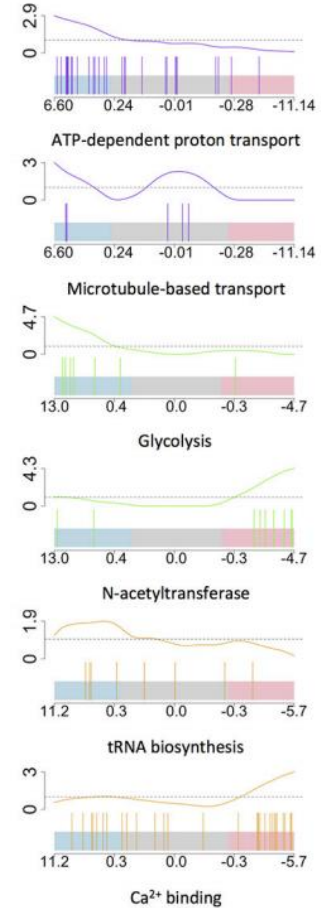 2.9
0
6.60 0.24 -0.01 -0.28 -11.14
ATP-dependent proton transport
3
0
6.60 0.24 -0.01 -0.28 -11.14
Microtubule-based transport
4.7
0
13.0 0.4 0.0 -0.3 -4.7
Glycolysis
4.3
0
13.0 0.4 0.0 -0.3 -4.7
N-acetyltransferase
1.9
0
11.2 0.3 0.0 -0.3 -5.7
tRNA biosynthesis
3
0
11.2 0.3 0.0 -0.3 -5.7
Ca²⁺ binding